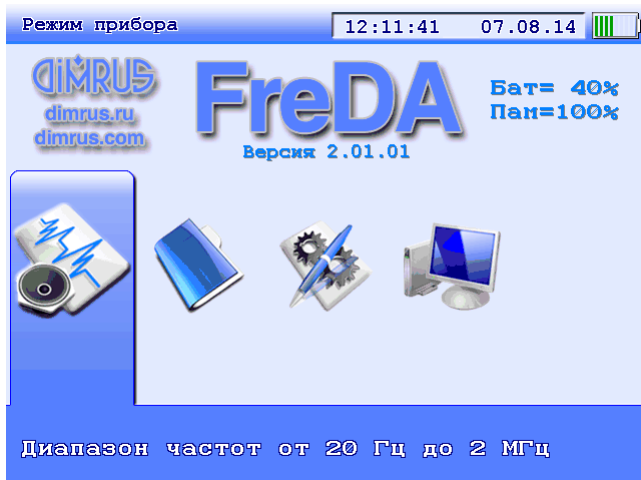 Режим прибора 12:11:41 07.08.14
DIMRUS
dimrus.ru
dimrus.com
FreDA
Версия 2.01.01
Бат= 40%
Пам=100%
Диапазон частот от 20 Гц до 2 МГц